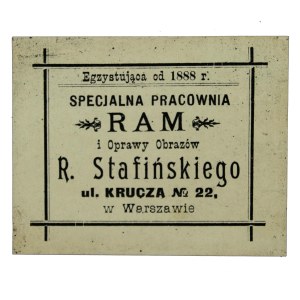 Egzystująca od 1888 r.
SPECJALNA PRACOWNIA
RAM
i Oprawy Obrazów
R. Stafińskiego
ul. KRUCZA № 22,
w Warszawie